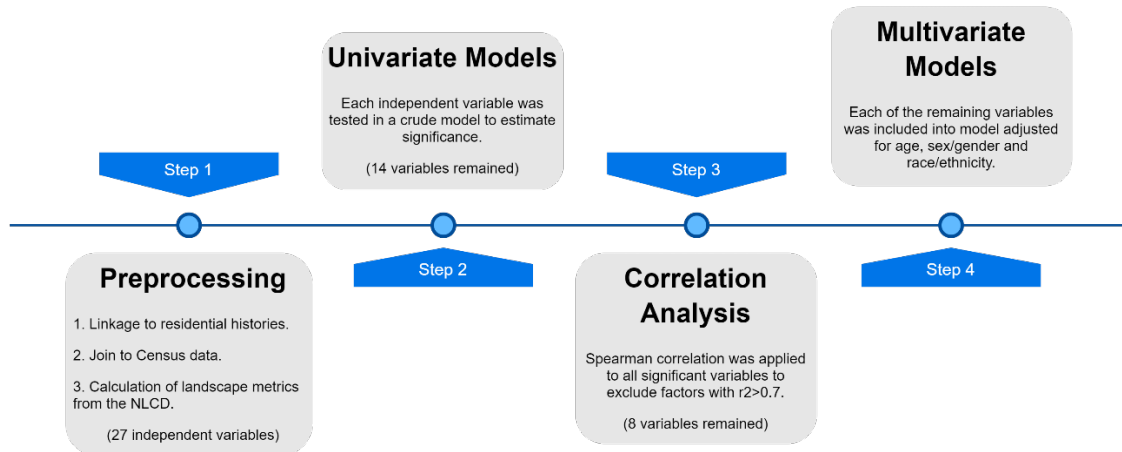 Step 1
Preprocessing
1. Linkage to residential histories.
2. Join to Census data.
3. Calculation of landscape metrics
from the NLCD.
(27 independent variables)
Univariate Models
Each independent variable was
tested in a crude model to estimate
significance.
(14 variables remained)
Step 2
Step 3
Correlation
Analysis
Spearman correlation was applied
to all significant variables to
exclude factors with r2>0.7.
(8 variables remained)
Multivariate
Models
Each of the remaining variables
was included into model adjusted
for age, sex/gender and
race/ethnicity.
Step 4